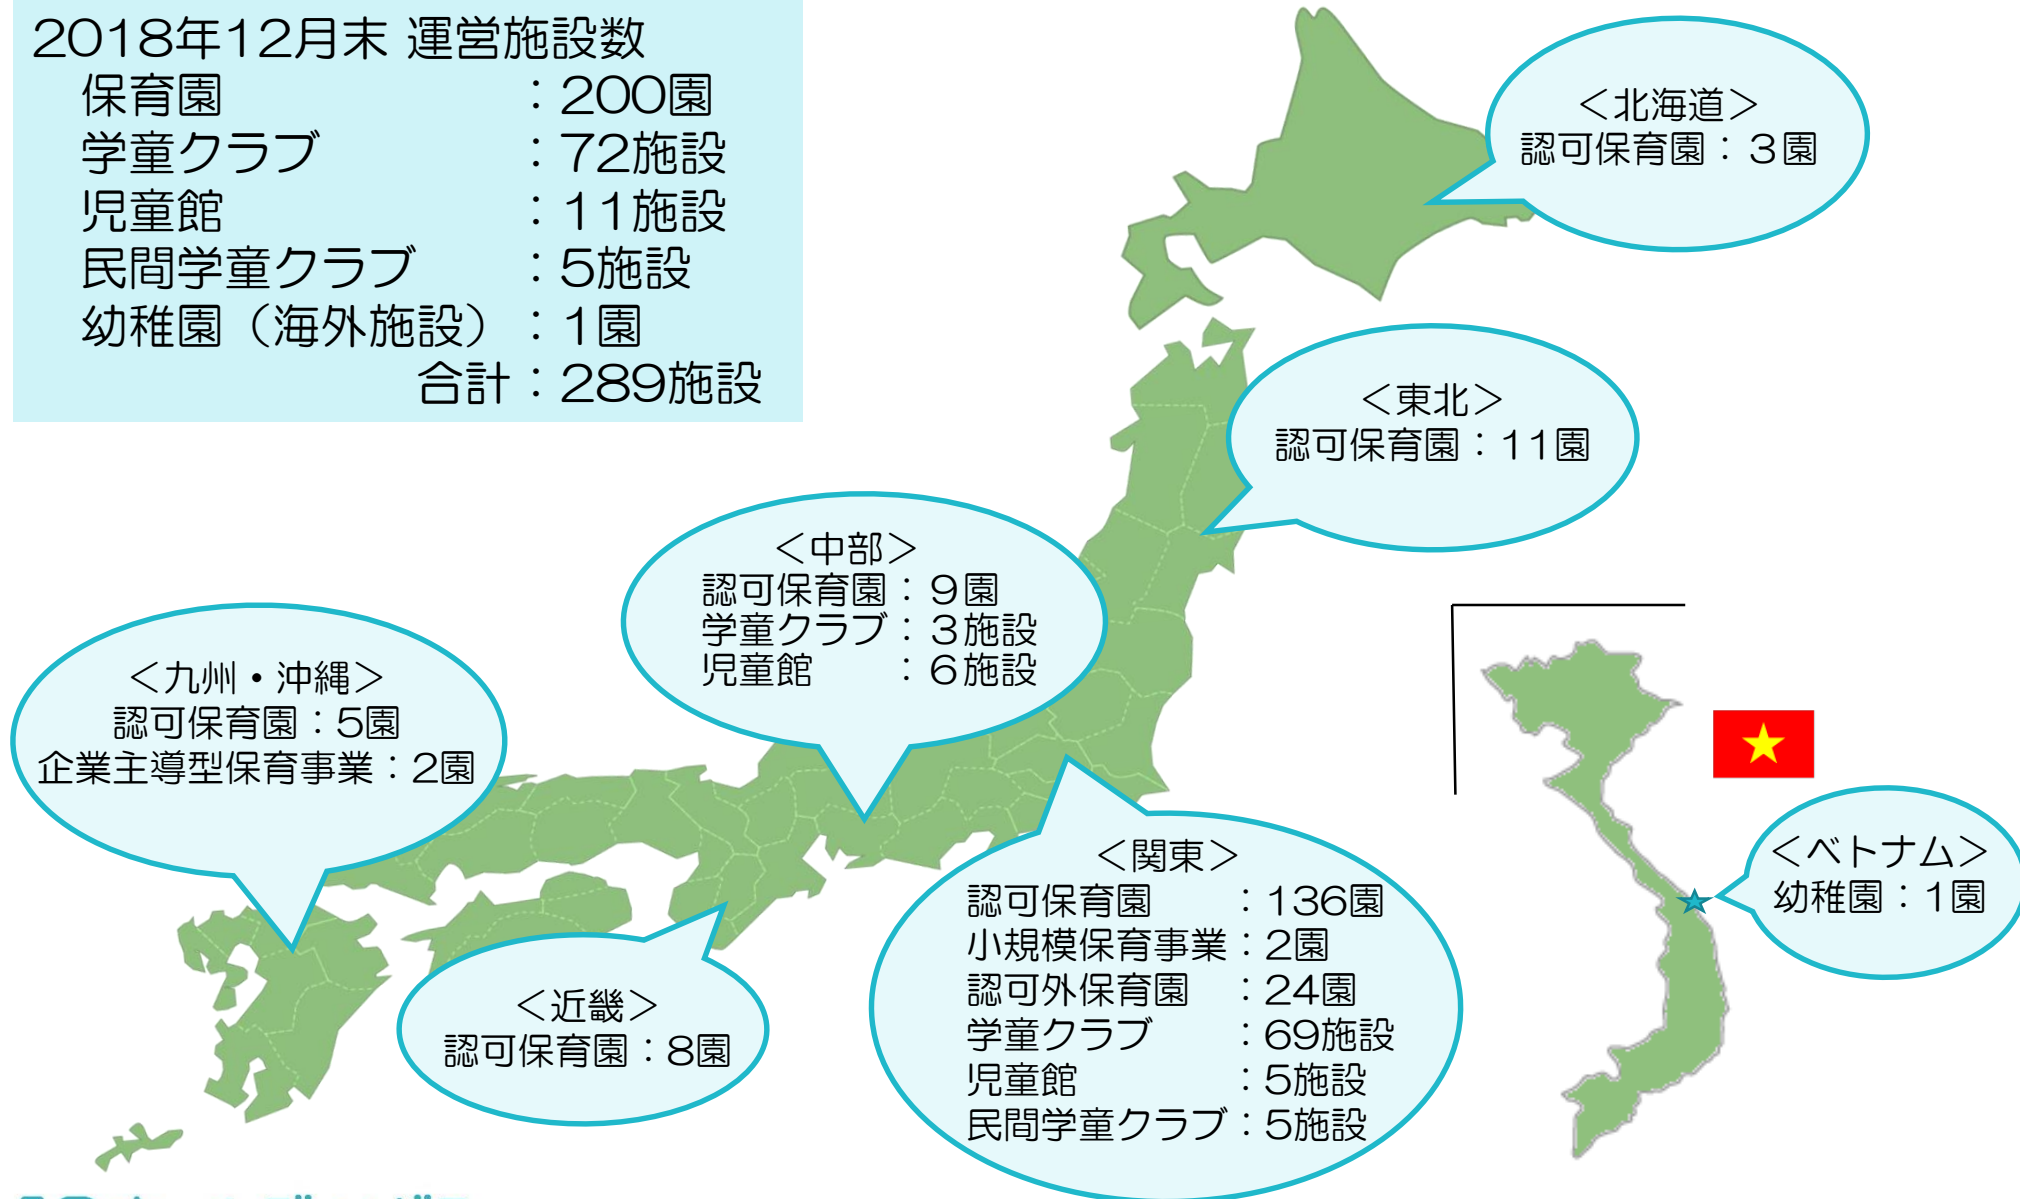 2018年12月末 運営施設数
保育園 ：200園
学童クラブ ：72施設
児童館 ：11施設
民間学童クラブ ：5施設
幼稚園（海外施設）：1園
合計：289施設
＜北海道＞
認可保育園：３園
＜東北＞
認可保育園：11園
＜中部＞
認可保育園：９園
学童クラブ：３施設
児童館 ：６施設
＜九州・沖縄＞
認可保育園：5園
企業主導型保育事業：2園
＜近畿＞
認可保育園：8園
＜関東＞
認可保育園 ：136園
小規模保育事業：2園
認可外保育園 ：24園
学童クラブ ：69施設
児童館 ：5施設
民間学童クラブ：5施設
＜ベトナム＞
幼稚園：1園